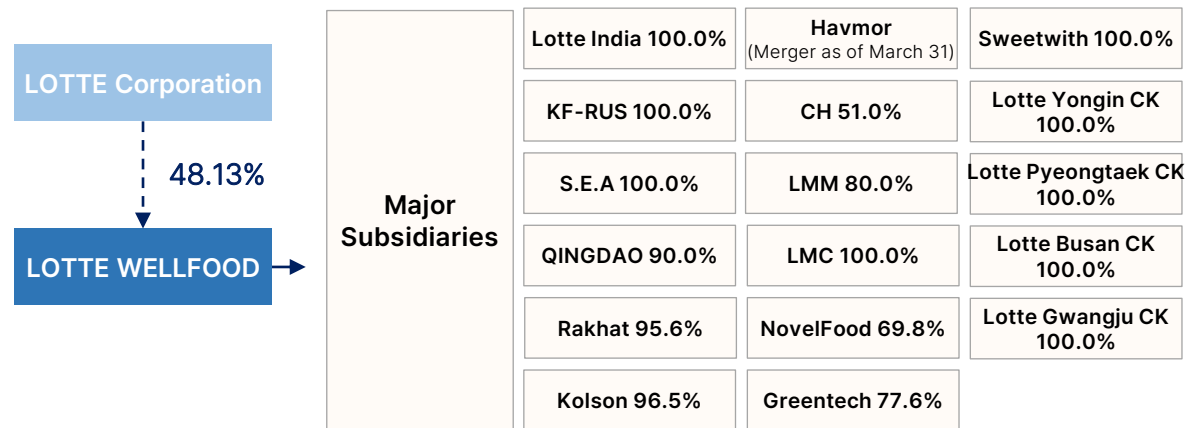 LOTTE Corporation
48.13%
LOTTE WELLFOOD
Major
Subsidiaries
Lotte India 100.0%
KF-RUS 100.0%
S.E.A 100.0%
QINGDAO 90.0%
Rakhat 95.6%
Kolson 96.5%
Havmor
(Merger as of March 31)
CH 51.0%
LMM 80.0%
LMC 100.0%
NovelFood 69.8%
Greentech 77.6%
Sweetwith 100.0%
Lotte Yongin CK
100.0%
Lotte Pyeongtaek CK
100.0%
Lotte Busan CK
100.0%
Lotte Gwangju CK
100.0%